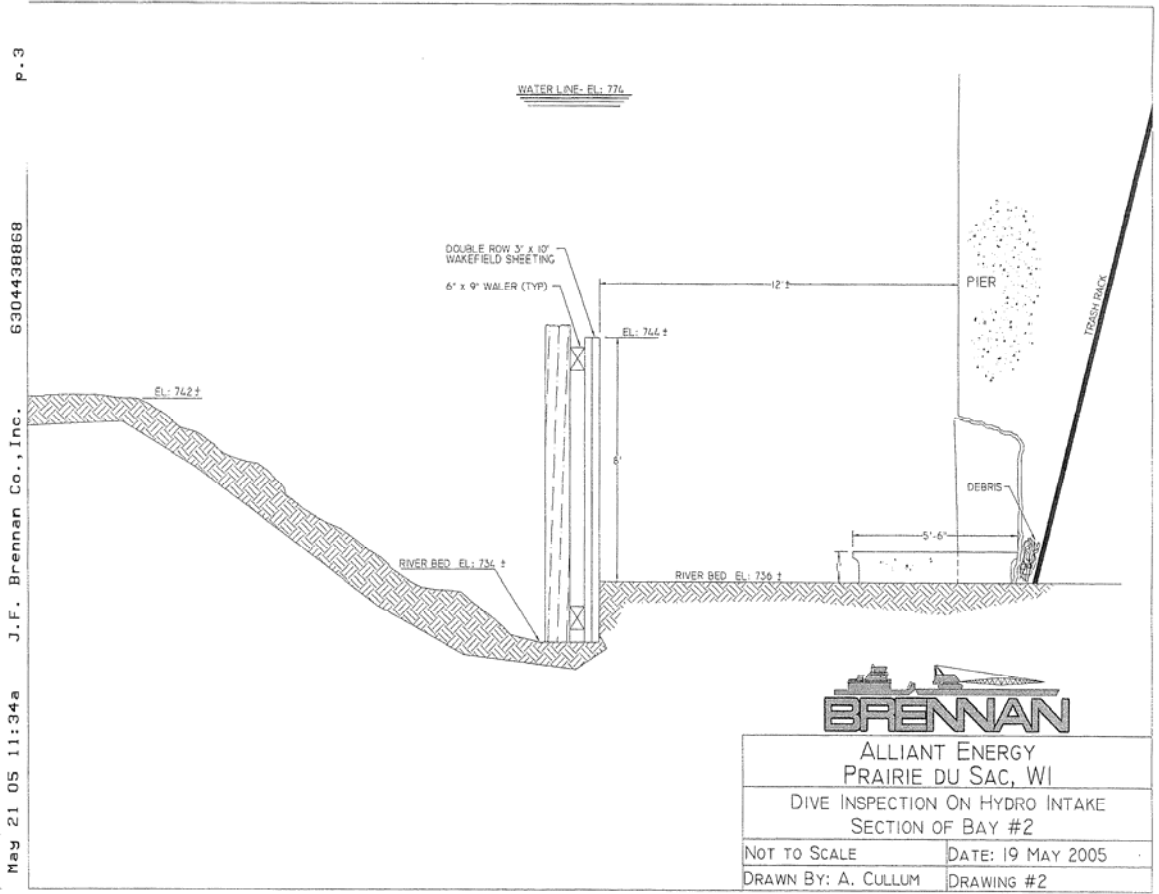 p.3
J.F. Brennan Co., Inc. 6304438868
May 21 05 11:34a
WATER LINE- EL: 774
DOUBLE ROW 3" x 10"
WAKEFIELD SHEETING
6" x 9" WALER (TYP)
12'±
PIER
TRASH RACK
EL: 744 ±
EL: 742 ±
8'
DEBRIS
5'-6"
RIVER BED EL: 734 ±
RIVER BED EL: 736 ±
BRENNAN
ALLIANT ENERGY
PRAIRIE DU SAC, WI
DIVE INSPECTION ON HYDRO INTAKE
SECTION OF BAY #2
NOT TO SCALE
DATE: 19 MAY 2005
DRAWN BY: A. CULLUM
DRAWING #2